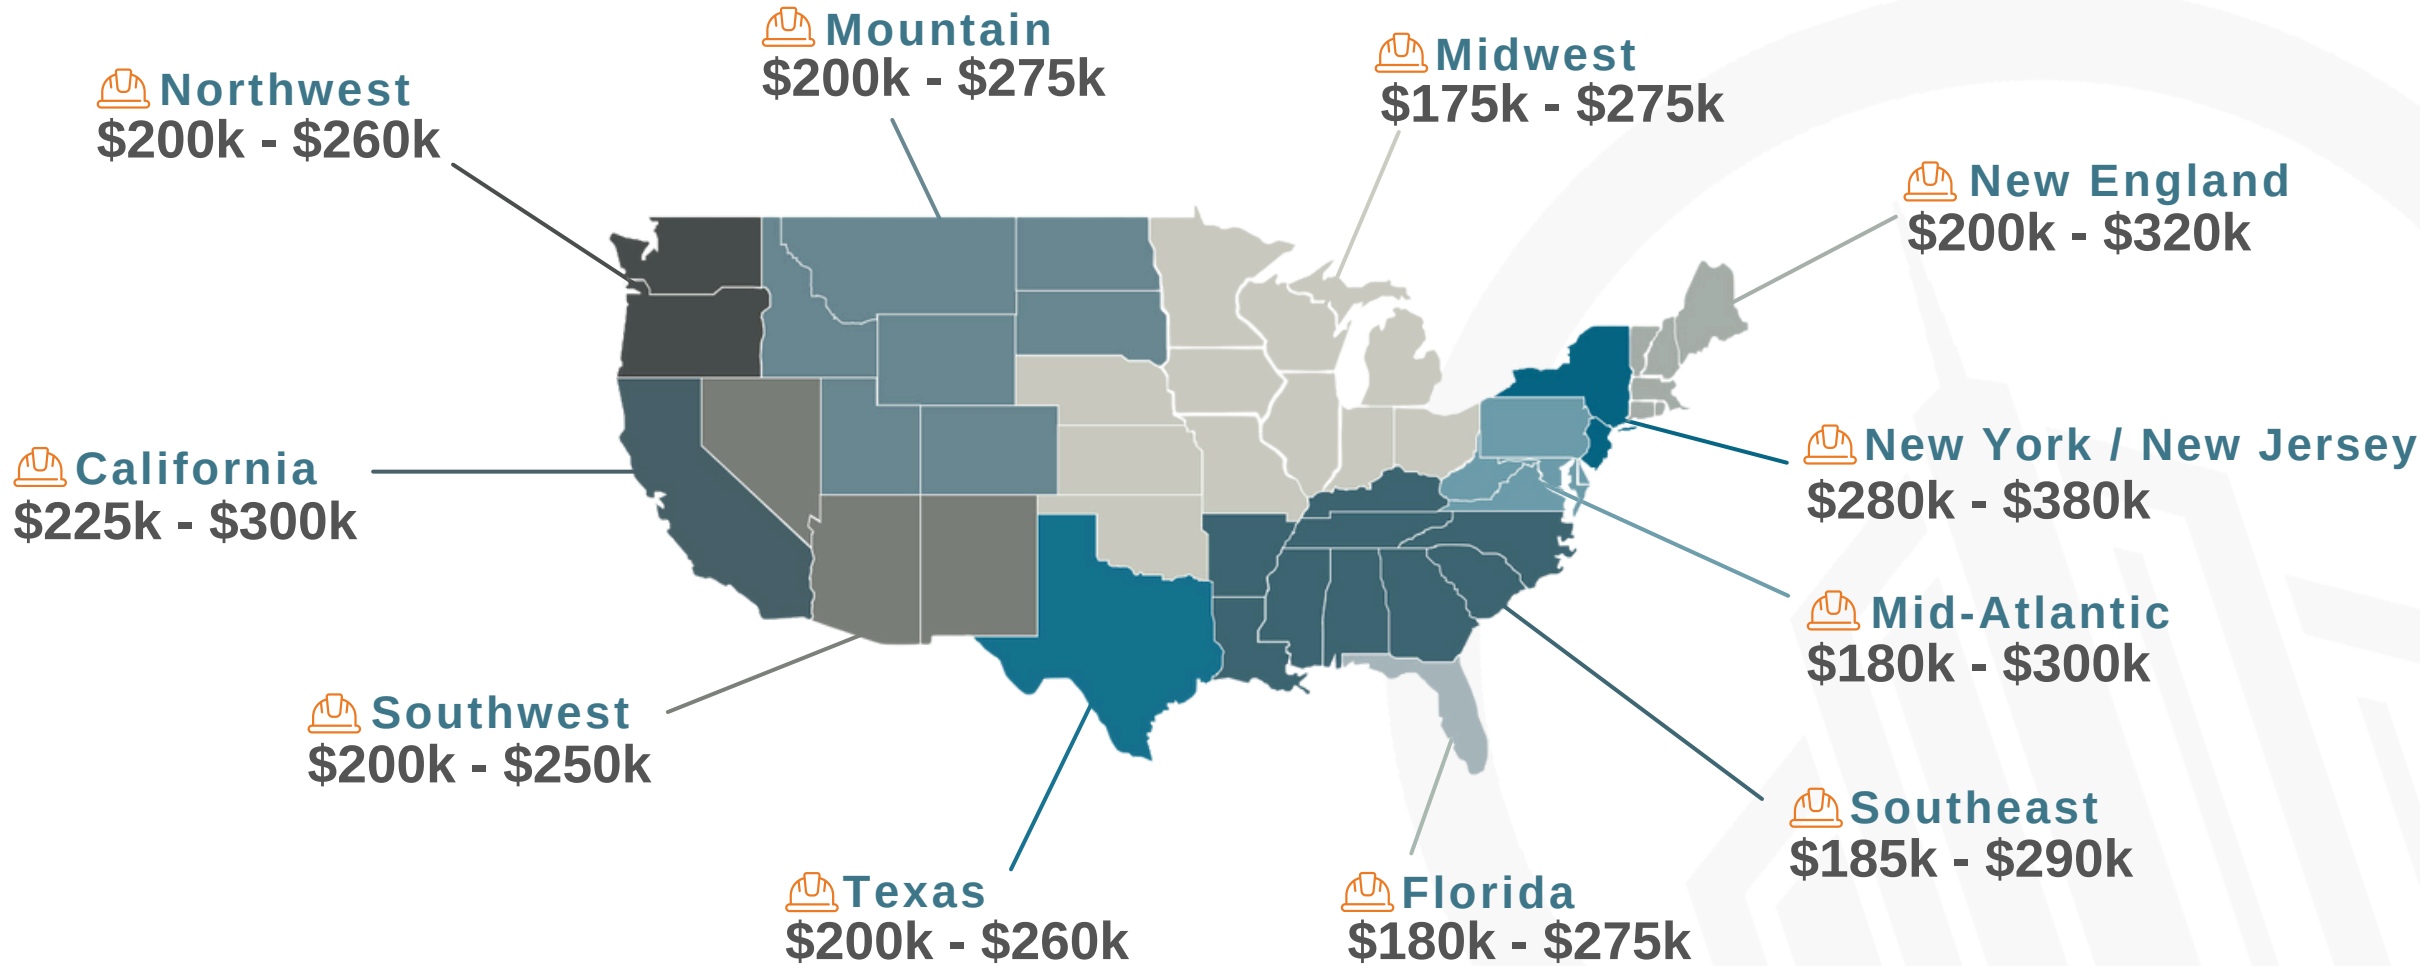 Mountain
$200k - $275k
Midwest
$175k - $275k
Northwest
$200k - $260k
New England
$200k - $320k
California
$225k - $300k
New York / New Jersey
$280k - $380k
Mid-Atlantic
$180k - $300k
Southwest
$200k - $250k
Southeast
$185k - $290k
Texas
$200k - $260k
Florida
$180k - $275k